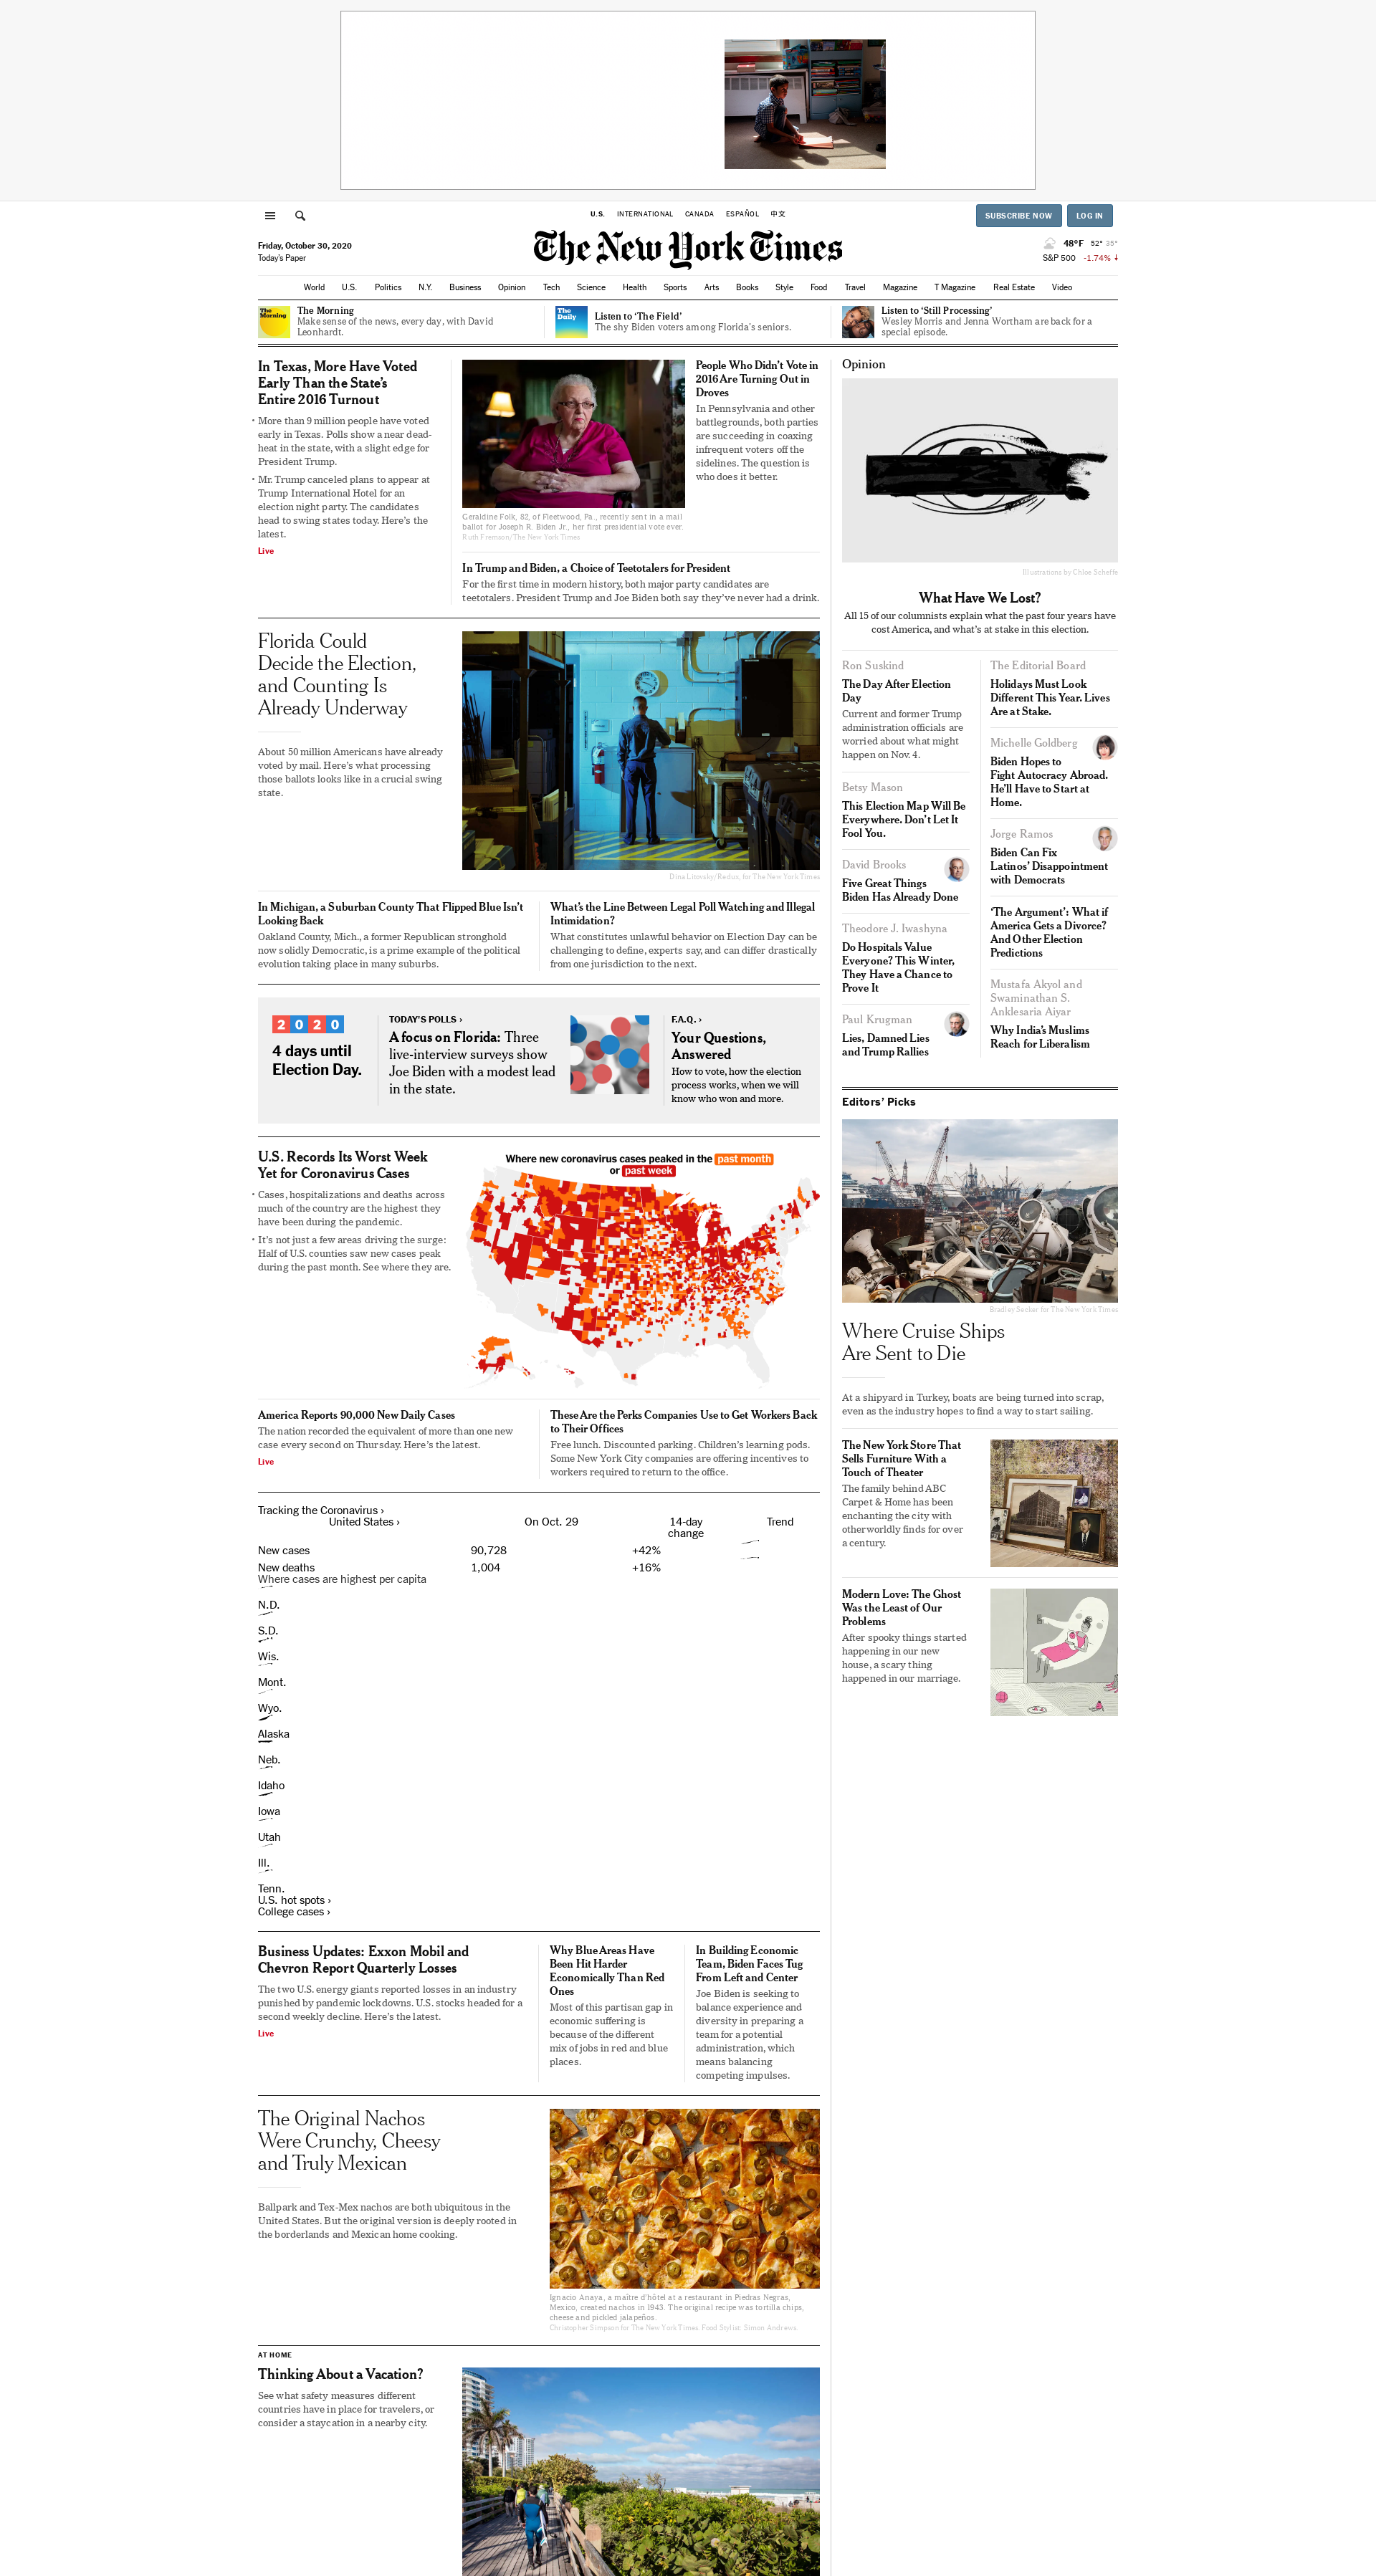 U.S. INTERNATIONAL CANADA ESPAÑOL 中文
SUBSCRIBE NOW
LOG IN
Friday, October 30, 2020
Today's Paper
The New York Times
48°F 52° 35°
S&P 500 -1.74%
World U.S. Politics N.Y. Business Opinion Tech Science Health Sports Arts Books Style Food Travel Magazine T Magazine Real Estate Video
The Morning
The Morning
Make sense of the news, every day, with David
Leonhardt.
The Daily
Listen to ‘The Field’
The shy Biden voters among Florida’s seniors.
Listen to ‘Still Processing’
Wesley Morris and Jenna Wortham are back for a
special episode.
In Texas, More Have Voted
Early Than the State’s
Entire 2016 Turnout
• More than 9 million people have voted
early in Texas. Polls show a near dead-
heat in the state, with a slight edge for
President Trump.
• Mr. Trump canceled plans to appear at
Trump International Hotel for an
election night party. The candidates
head to swing states today. Here’s the
latest.
Live
Geraldine Folk, 82, of Fleetwood, Pa., recently sent in a mail
ballot for Joseph R. Biden Jr., her first presidential vote ever.
Ruth Fremson/The New York Times
People Who Didn’t Vote in
2016 Are Turning Out in
Droves
In Pennsylvania and other
battlegrounds, both parties
are succeeding in coaxing
infrequent voters off the
sidelines. The question is
who does it better.
In Trump and Biden, a Choice of Teetotalers for President
For the first time in modern history, both major party candidates are
teetotalers. President Trump and Joe Biden both say they’ve never had a drink.
Florida Could
Decide the Election,
and Counting Is
Already Underway
About 50 million Americans have already
voted by mail. Here’s what processing
those ballots looks like in a crucial swing
state.
Dina Litovsky/Redux, for The New York Times
In Michigan, a Suburban County That Flipped Blue Isn’t
Looking Back
Oakland County, Mich., a former Republican stronghold
now solidly Democratic, is a prime example of the political
evolution taking place in many suburbs.
What’s the Line Between Legal Poll Watching and Illegal
Intimidation?
What constitutes unlawful behavior on Election Day can be
challenging to define, experts say, and can differ drastically
from one jurisdiction to the next.
2020
4 days until
Election Day.
TODAY’S POLLS ›
A focus on Florida: Three
live-interview surveys show
Joe Biden with a modest lead
in the state.
F.A.Q. ›
Your Questions,
Answered
How to vote, how the election
process works, when we will
know who won and more.
U.S. Records Its Worst Week
Yet for Coronavirus Cases
• Cases, hospitalizations and deaths across
much of the country are the highest they
have been during the pandemic.
• It’s not just a few areas driving the surge:
Half of U.S. counties saw new cases peak
during the past month. See where they are.
Where new coronavirus cases peaked in the past month
or past week
America Reports 90,000 New Daily Cases
The nation recorded the equivalent of more than one new
case every second on Thursday. Here’s the latest.
Live
These Are the Perks Companies Use to Get Workers Back
to Their Offices
Free lunch. Discounted parking. Children’s learning pods.
Some New York City companies are offering incentives to
workers required to return to the office.
Tracking the Coronavirus ›
United States › On Oct. 29 14-day
change Trend
New cases 90,728 +42%
New deaths 1,004 +16%
Where cases are highest per capita
N.D.
S.D.
Wis.
Mont.
Wyo.
Alaska
Neb.
Idaho
Iowa
Utah
Ill.
Tenn.
U.S. hot spots ›
College cases ›
Business Updates: Exxon Mobil and
Chevron Report Quarterly Losses
The two U.S. energy giants reported losses in an industry
punished by pandemic lockdowns. U.S. stocks headed for a
second weekly decline. Here’s the latest.
Live
Why Blue Areas Have
Been Hit Harder
Economically Than Red
Ones
Most of this partisan gap in
economic suffering is
because of the different
mix of jobs in red and blue
places.
In Building Economic
Team, Biden Faces Tug
From Left and Center
Joe Biden is seeking to
balance experience and
diversity in preparing a
team for a potential
administration, which
means balancing
competing impulses.
The Original Nachos
Were Crunchy, Cheesy
and Truly Mexican
Ballpark and Tex-Mex nachos are both ubiquitous in the
United States. But the original version is deeply rooted in
the borderlands and Mexican home cooking.
Ignacio Anaya, a maître d’hôtel at a restaurant in Piedras Negras,
Mexico, created nachos in 1943. The original recipe was tortilla chips,
cheese and pickled jalapeños.
Christopher Simpson for The New York Times. Food Stylist: Simon Andrews.
AT HOME
Thinking About a Vacation?
See what safety measures different
countries have in place for travelers, or
consider a staycation in a nearby city.
Opinion
Illustrations by Chloe Scheffe
What Have We Lost?
All 15 of our columnists explain what the past four years have
cost America, and what’s at stake in this election.
Ron Suskind
The Day After Election
Day
Current and former Trump
administration officials are
worried about what might
happen on Nov. 4.
Betsy Mason
This Election Map Will Be
Everywhere. Don’t Let It
Fool You.
David Brooks
Five Great Things
Biden Has Already Done
Theodore J. Iwashyna
Do Hospitals Value
Everyone? This Winter,
They Have a Chance to
Prove It
Paul Krugman
Lies, Damned Lies
and Trump Rallies
The Editorial Board
Holidays Must Look
Different This Year. Lives
Are at Stake.
Michelle Goldberg
Biden Hopes to
Fight Autocracy Abroad.
He’ll Have to Start at
Home.
Jorge Ramos
Biden Can Fix
Latinos’ Disappointment
with Democrats
‘The Argument’: What if
America Gets a Divorce?
And Other Election
Predictions
Mustafa Akyol and
Swaminathan S.
Anklesaria Aiyar
Why India’s Muslims
Reach for Liberalism
Editors’ Picks
Bradley Secker for The New York Times
Where Cruise Ships
Are Sent to Die
At a shipyard in Turkey, boats are being turned into scrap,
even as the industry hopes to find a way to start sailing.
The New York Store That
Sells Furniture With a
Touch of Theater
The family behind ABC
Carpet & Home has been
enchanting the city with
otherworldly finds for over
a century.
Modern Love: The Ghost
Was the Least of Our
Problems
After spooky things started
happening in our new
house, a scary thing
happened in our marriage.